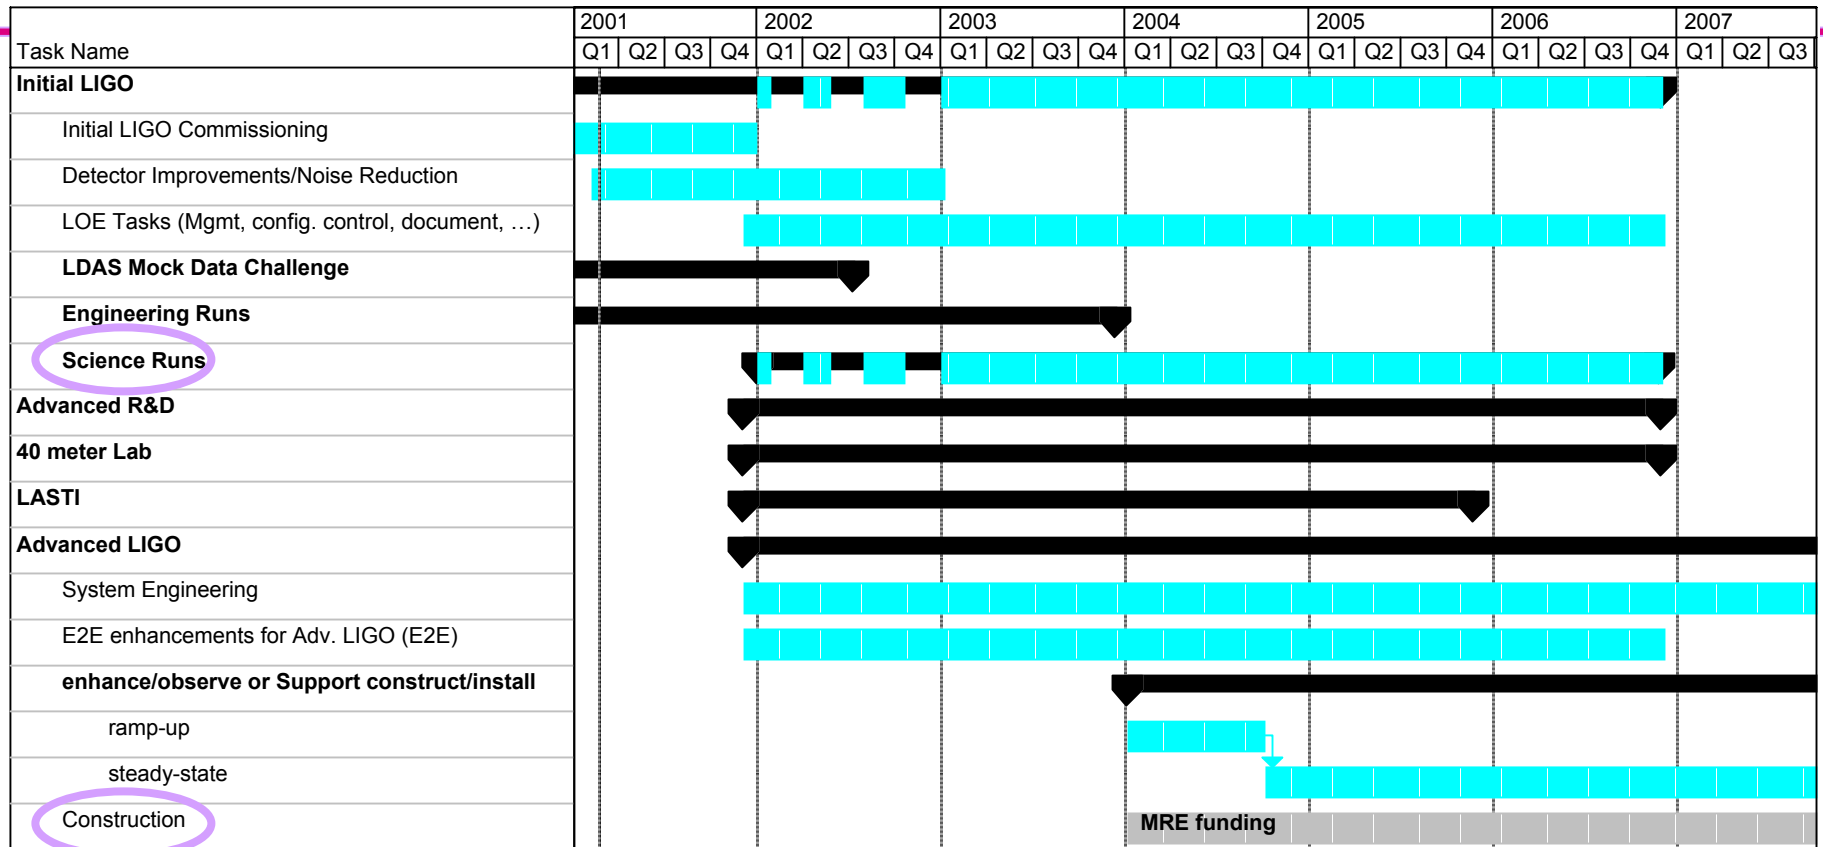 2001 2002 2003 2004 2005 2006 2007
Task Name Q1 Q2 Q3 Q4 Q1 Q2 Q3 Q4 Q1 Q2 Q3 Q4 Q1 Q2 Q3 Q4 Q1 Q2 Q3 Q4 Q1 Q2 Q3 Q4 Q1 Q2 Q3
Initial LIGO
Initial LIGO Commissioning
Detector Improvements/Noise Reduction
LOE Tasks (Mgmt, config. control, document, …)
LDAS Mock Data Challenge
Engineering Runs
Science Runs
Advanced R&D
40 meter Lab
LASTI
Advanced LIGO
System Engineering
E2E enhancements for Adv. LIGO (E2E)
enhance/observe or Support construct/install
ramp-up
steady-state
Construction MRE funding